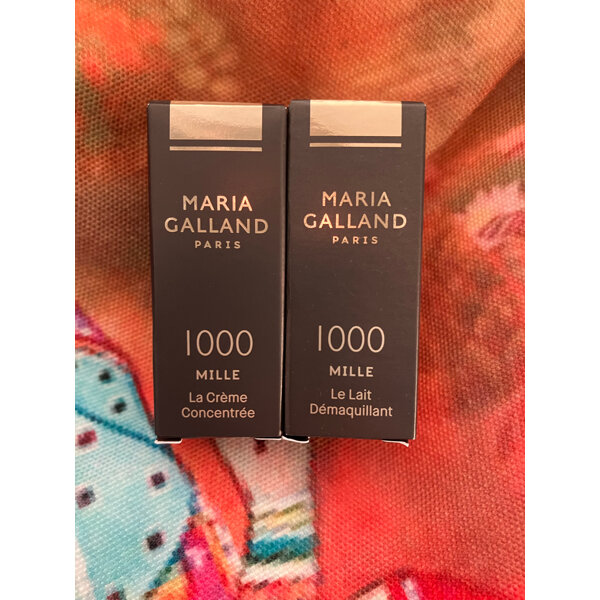 MARIA
GALLAND
PARIS
1000
MILLE
La Crème
Concentrée
MARIA
GALLAND
PARIS
1000
MILLE
Le Lait
Démaquillant